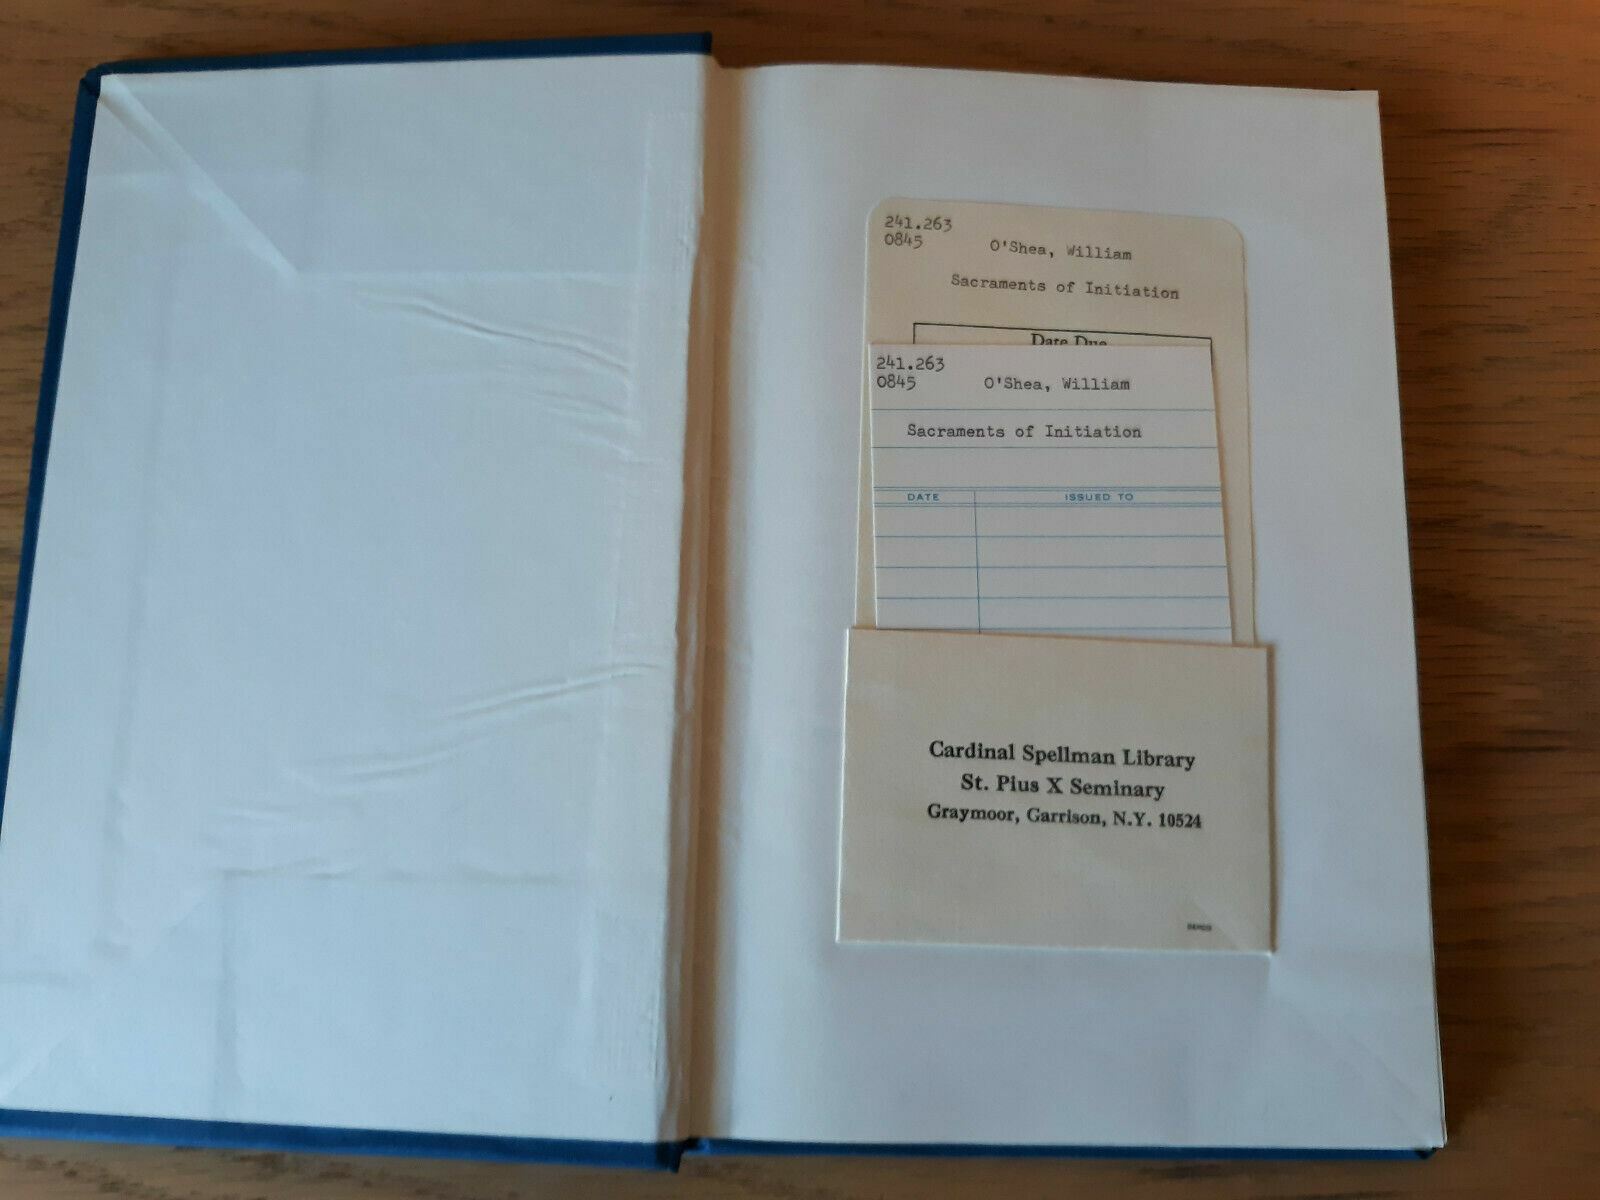 241.263
0845 O'Shea, William
Sacraments of Initiation
Date Due
241.263
0845 O'Shea, William
Sacraments of Initiation
DATE ISSUED TO
Cardinal Spellman Library
St. Pius X Seminary
Graymoor, Garrison, N.Y. 10524